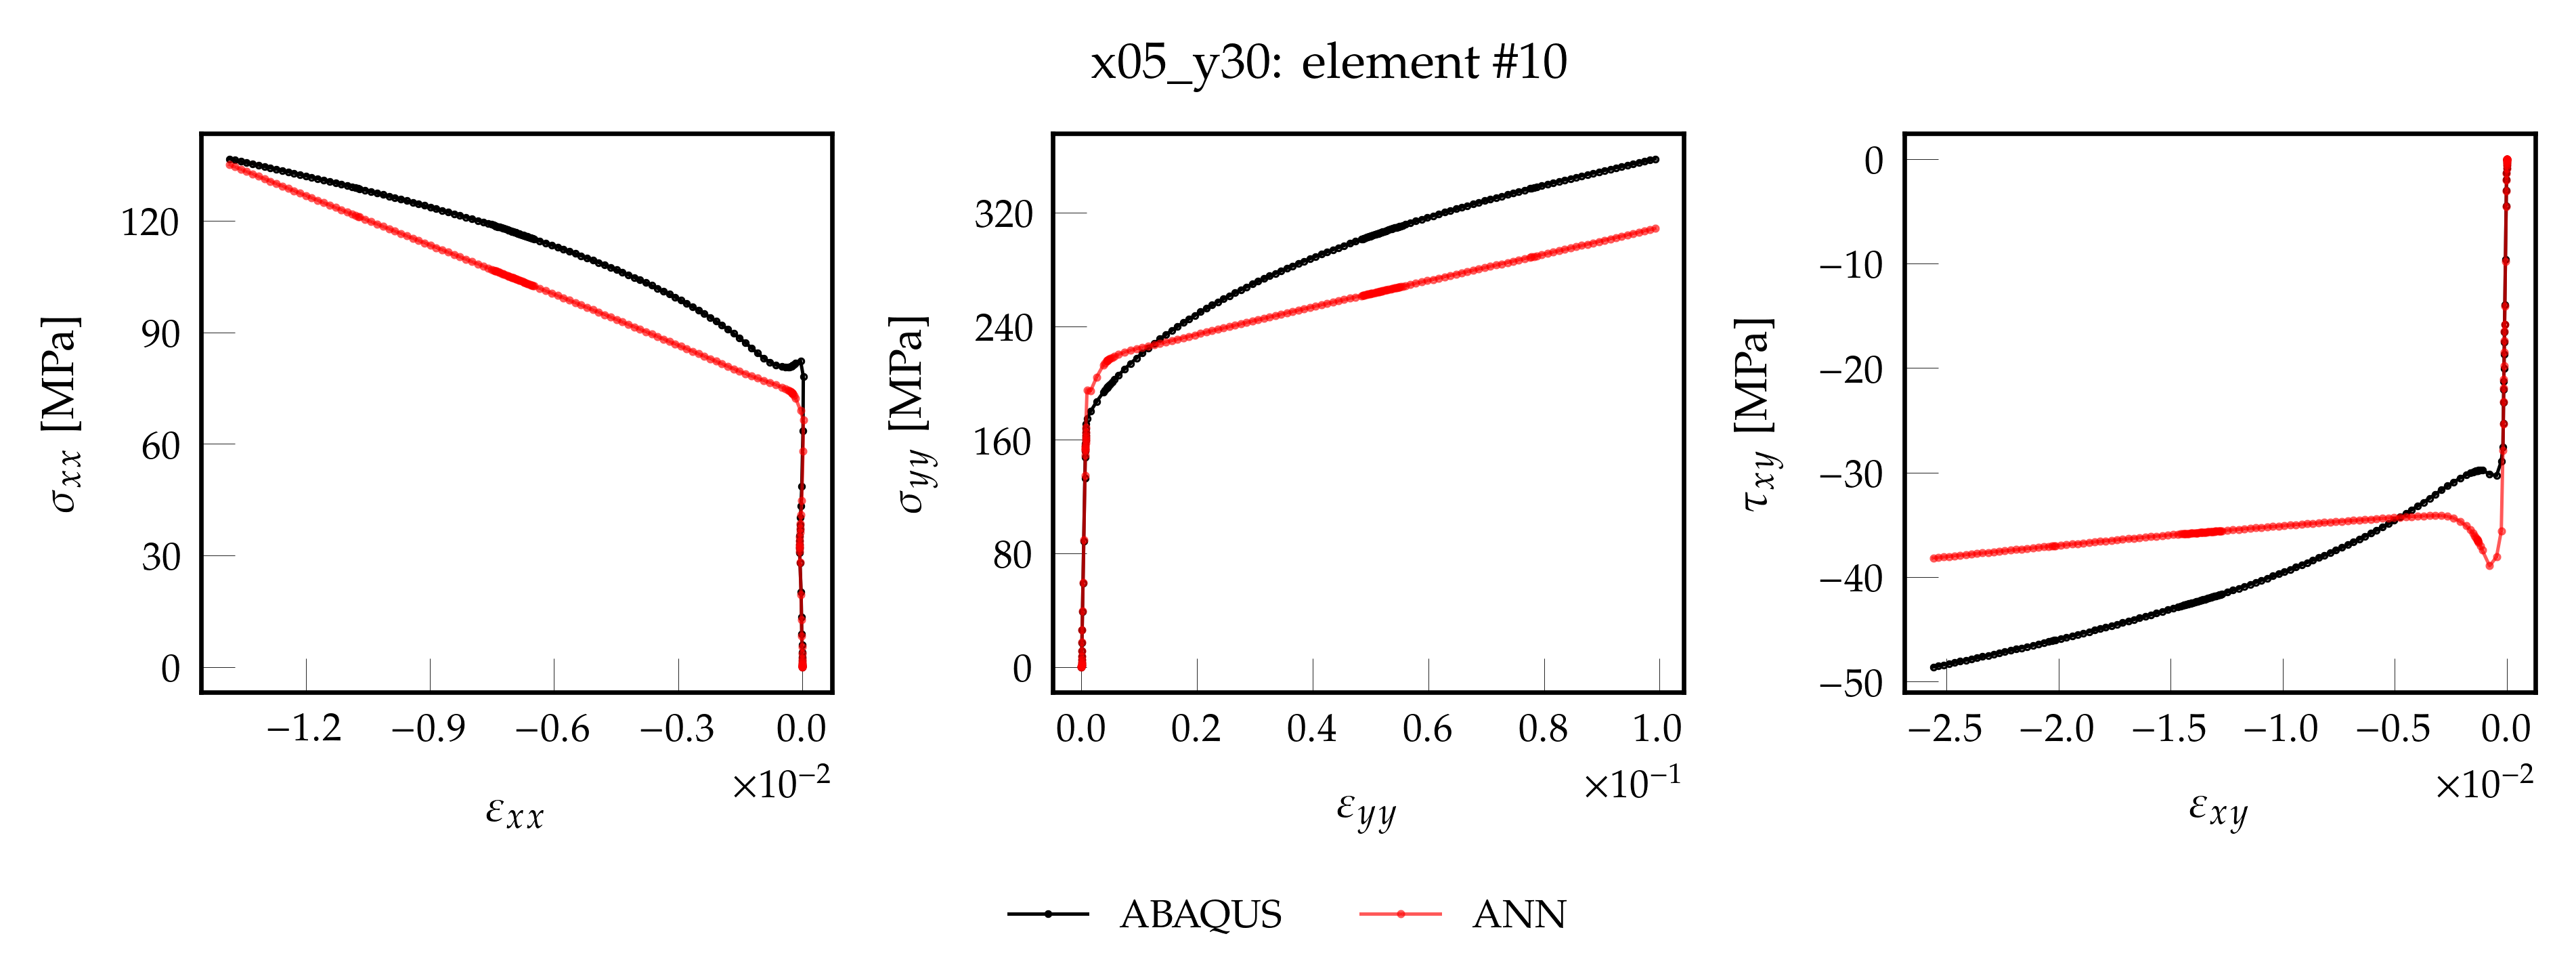 x05_y30: element #10
σxx [MPa]
120
90
60
30
0
−1.2 −0.9 −0.6 −0.3 0.0
×10−2
εxx
σyy [MPa]
320
240
160
80
0
0.0 0.2 0.4 0.6 0.8 1.0
×10−1
εyy
τxy [MPa]
0
−10
−20
−30
−40
−50
−2.5 −2.0 −1.5 −1.0 −0.5 0.0
×10−2
εxy
ABAQUS ANN